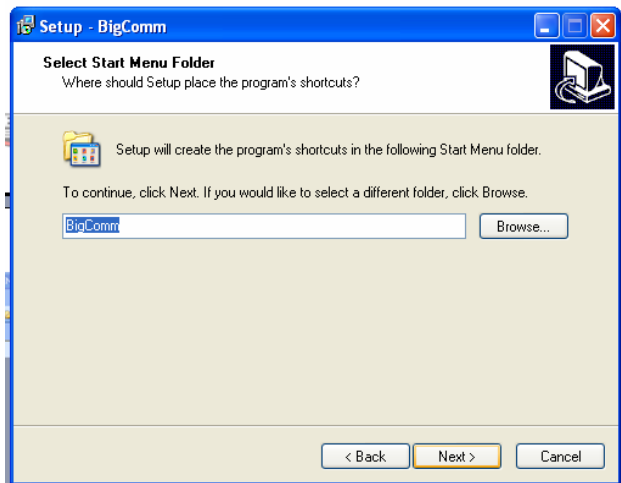 Setup - BigComm
Select Start Menu Folder
Where should Setup place the program's shortcuts?
Setup will create the program's shortcuts in the following Start Menu folder.
To continue, click Next. If you would like to select a different folder, click Browse.
BigComm
Browse...
< Back
Next >
Cancel